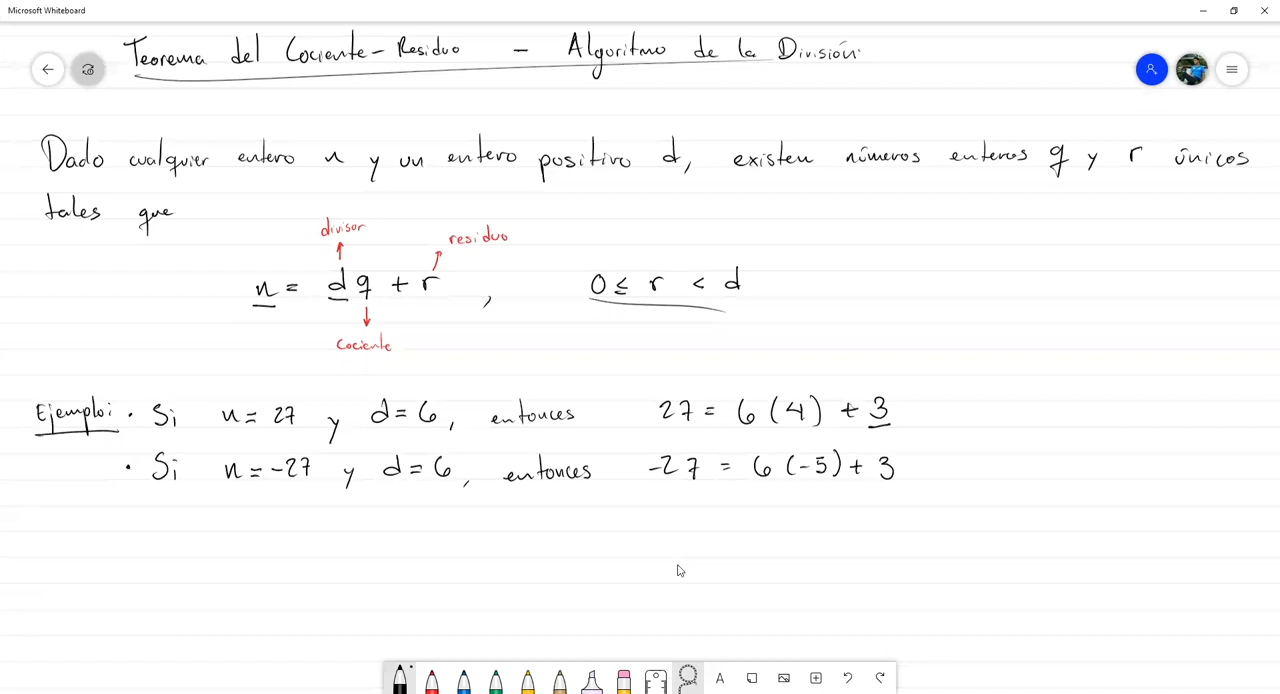 Microsoft Whiteboard
Teorema del Cociente - Residuo - Algoritmo de la División.
Dado cualquier entero n y un entero positivo d, existen números enteros q y r únicos
tales que
divisor
residuo
n = dq + r , 0 ≤ r < d
cociente
Ejemplo: • Si n = 27 y d = 6, entonces 27 = 6(4) + 3
• Si n = -27 y d = 6, entonces -27 = 6(-5) + 3
A